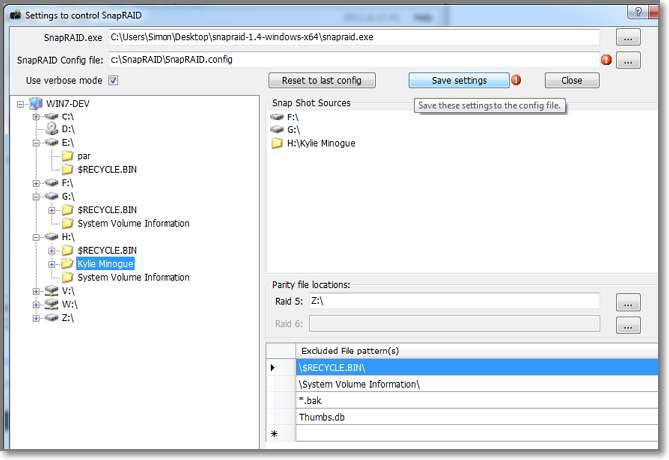 Settings to control SnapRAID
SnapRAID.exe C:\Users\Simon\Desktop\snapraid-1.4-windows-x64\snapraid.exe ...
SnapRAID Config file: c:\SnapRAID\SnapRAID.config ...
Use verbose mode Reset to last config Save settings Close
Save these settings to the config file.
WIN7-DEV
C:\
D:\
E:\
par
$RECYCLE.BIN
F:\
G:\
$RECYCLE.BIN
System Volume Information
H:\
$RECYCLE.BIN
Kylie Minogue
System Volume Information
V:\
W:\
Z:\
Snap Shot Sources
F:\
G:\
H:\Kylie Minogue
Parity file locations:
Raid 5: Z:\ ...
Raid 6: ...
Excluded File pattern(s)
\$RECYCLE.BIN\
\System Volume Information\
*.bak
Thumbs.db